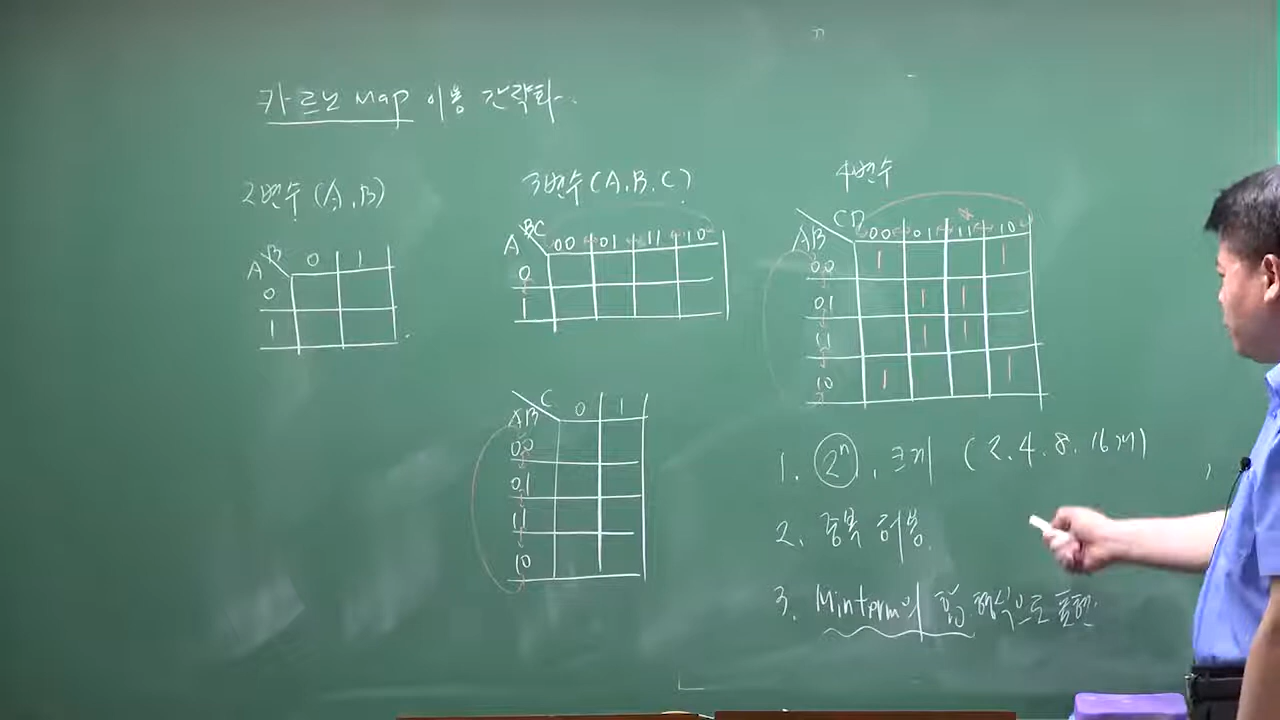 카르노 Map 이용 간략화
2변수 (A, B)
B
A
0 1
0
1
3변수 (A. B. C)
BC
A
00 01 11 10
0
1
C
AB
0 1
00
01
11
10
4변수
CD
AB
00 01 11 10
00 1 1
01 1 1
11 1 1
10 1 1
1. 2ⁿ, 크기 (2. 4. 8. 16개)
2. 중복 허용.
3. Minterm의 합 형식으로 표현